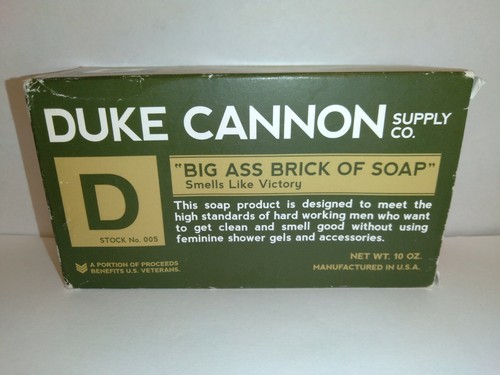 DUKE CANNON SUPPLY CO.
D
STOCK No. 005
"BIG ASS BRICK OF SOAP"
Smells Like Victory
This soap product is designed to meet the
high standards of hard working men who want
to get clean and smell good without using
feminine shower gels and accessories.
A PORTION OF PROCEEDS
BENEFITS U.S. VETERANS.
NET WT. 10 OZ.
MANUFACTURED IN U.S.A.